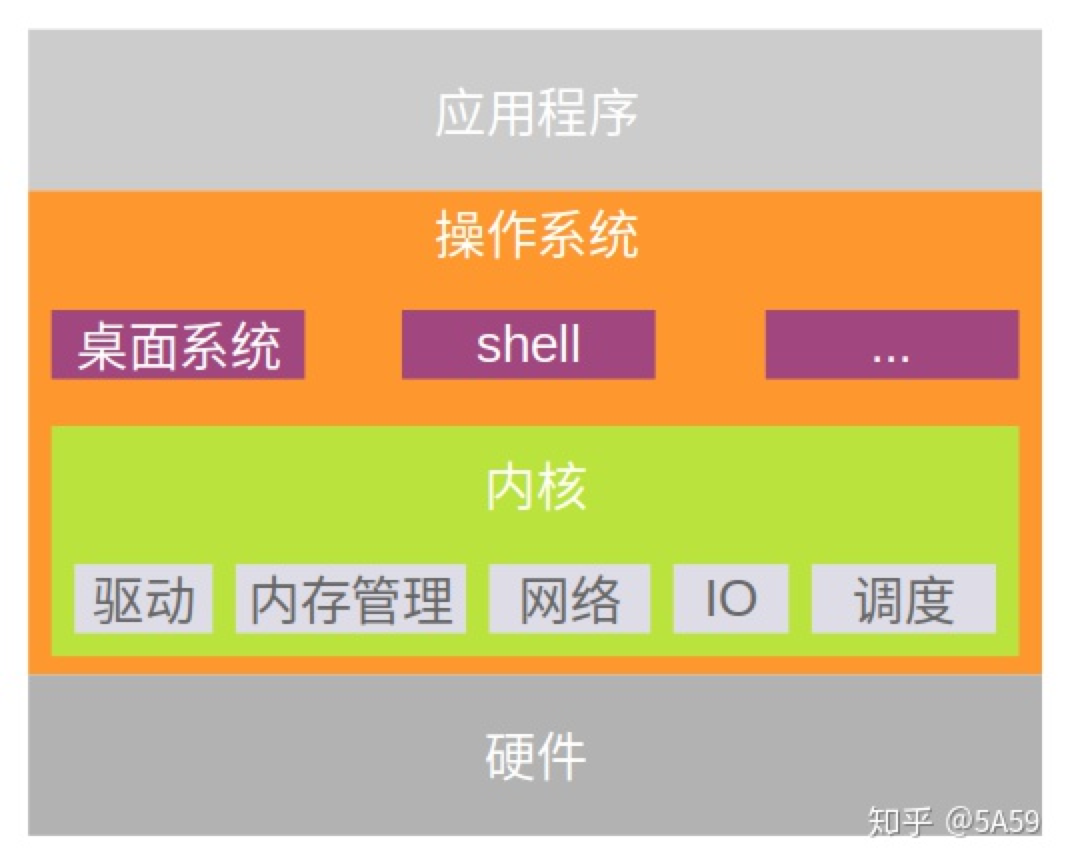 应用程序
操作系统
桌面系统 shell ...
内核
驱动 内存管理 网络 IO 调度
硬件
知乎 @5A59